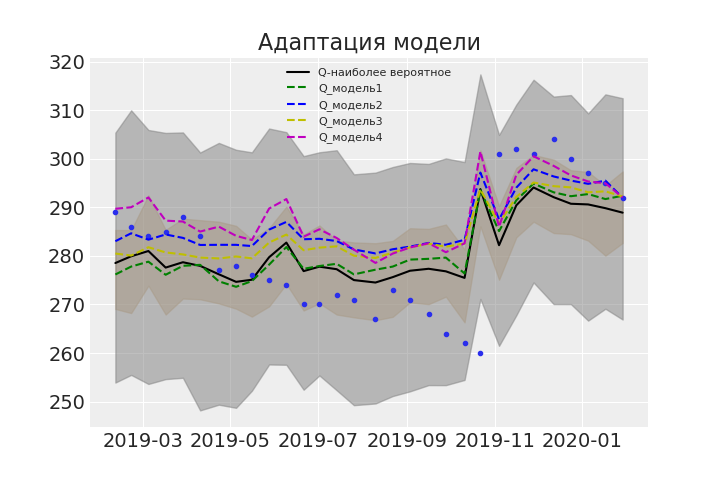 Адаптация модели
Q-наиболее вероятное
Q_модель1
Q_модель2
Q_модель3
Q_модель4
320
310
300
290
280
270
260
250
2019-03 2019-05 2019-07 2019-09 2019-11 2020-01